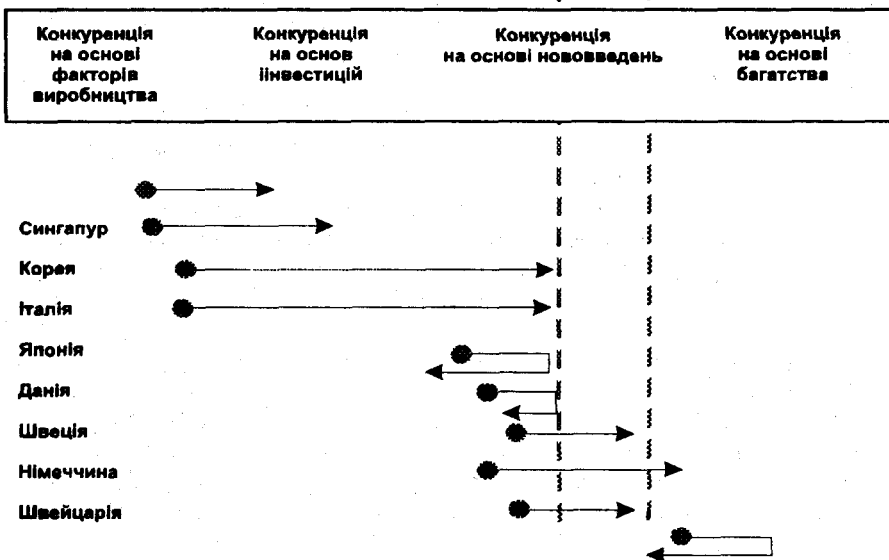 Конкуренція
на основі
факторів
виробництва
Конкуренція
на основ
іінвестицій
Конкуренція
на основі нововведень
Конкуренція
на основі
багатства
Сингапур
Корея
Італія
Японія
Данія
Швеція
Німеччина
Швейцарія